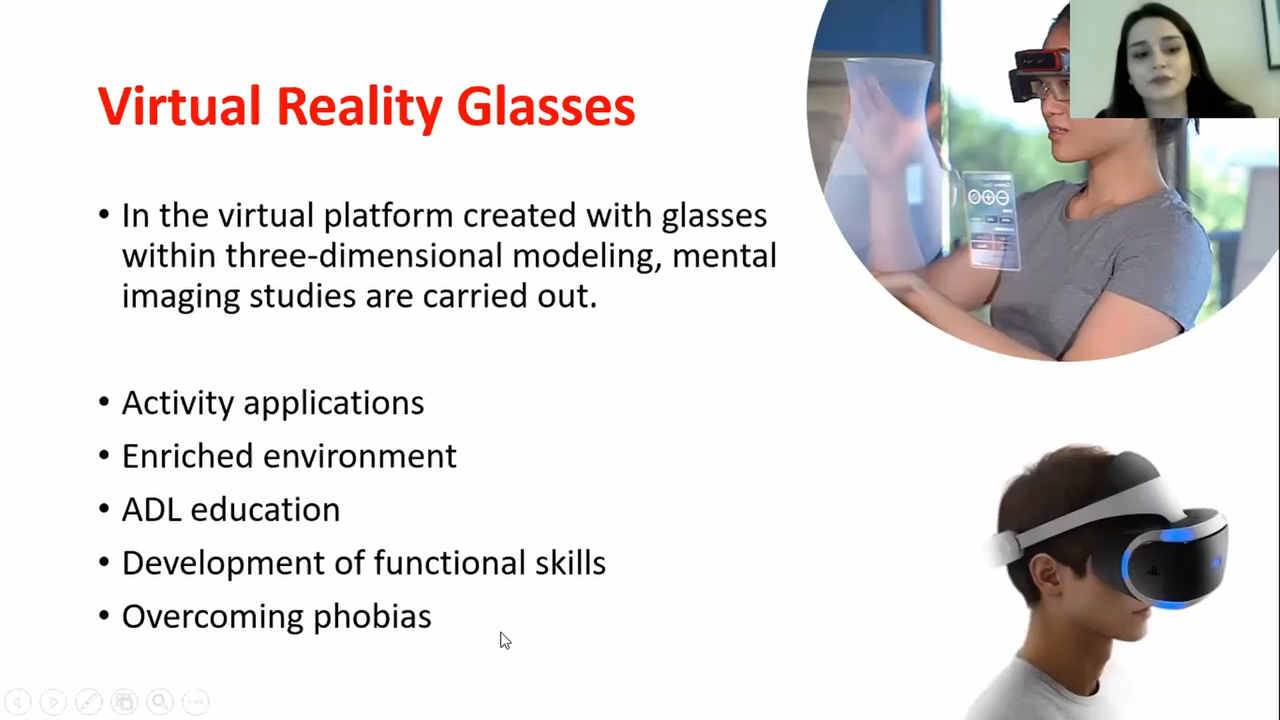 Virtual Reality Glasses
• In the virtual platform created with glasses
within three-dimensional modeling, mental
imaging studies are carried out.
• Activity applications
• Enriched environment
• ADL education
• Development of functional skills
• Overcoming phobias